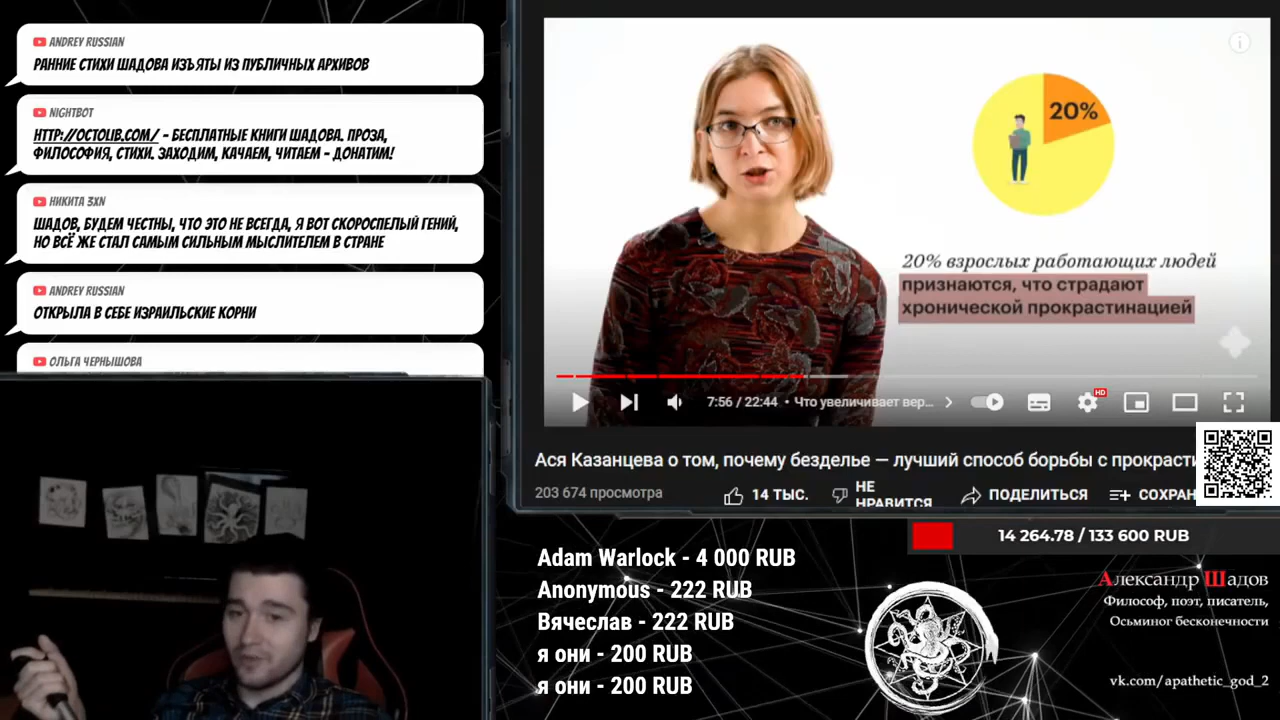 ANDREY RUSSIAN
РАННИЕ СТИХИ ШАДОВА ИЗЪЯТЫ ИЗ ПУБЛИЧНЫХ АРХИВОВ
NIGHTBOT
HTTP://OCTOLIB.COM/ - БЕСПЛАТНЫЕ КНИГИ ШАДОВА. ПРОЗА,
ФИЛОСОФИЯ, СТИХИ. ЗАХОДИМ, КАЧАЕМ, ЧИТАЕМ - ДОНАТИМ!
НИКИТА ЗХN
ШАДОВ, БУДЕМ ЧЕСТНЫ, ЧТО ЭТО НЕ ВСЕГДА, Я ВОТ СКОРОСПЕЛЫЙ ГЕНИЙ,
НО ВСЁ ЖЕ СТАЛ САМЫМ СИЛЬНЫМ МЫСЛИТЕЛЕМ В СТРАНЕ
ANDREY RUSSIAN
ОТКРЫЛА В СЕБЕ ИЗРАИЛЬСКИЕ КОРНИ
ОЛЬГА ЧЕРНЫШОВА
20%
20% взрослых работающих людей
признаются, что страдают
хронической прокрастинацией
7:56 / 22:44 • Что увеличивает вер...
HD
Ася Казанцева о том, почему безделье — лучший способ борьбы с прокрасти
203 674 просмотра
14 ТЫС.
НЕ
НРАВИТСЯ
ПОДЕЛИТЬСЯ
СОХРАН
14 264.78 / 133 600 RUB
Adam Warlock - 4 000 RUB
Anonymous - 222 RUB
Вячеслав - 222 RUB
я они - 200 RUB
я они - 200 RUB
Александр Шадов
Философ, поэт, писатель,
Осьминог бесконечности
vk.com/apathetic_god_2